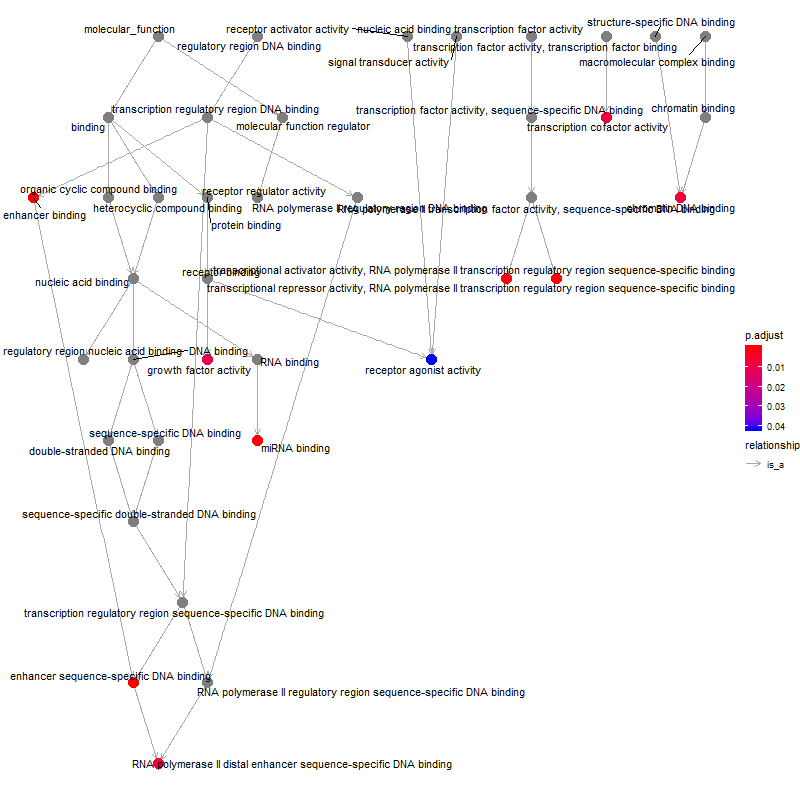 structure-specific DNA binding
molecular_function
receptor activator activity
nucleic acid binding transcription factor activity
regulatory region DNA binding
transcription factor activity, transcription factor binding
signal transducer activity
macromolecular complex binding
transcription regulatory region DNA binding
transcription factor activity, sequence-specific DNA binding
chromatin binding
binding
molecular function regulator
transcription cofactor activity
organic cyclic compound binding
receptor regulator activity
enhancer binding
heterocyclic compound binding
RNA polymerase II regulatory region DNA binding
RNA polymerase II transcription factor activity, sequence-specific DNA binding
chromatin DNA binding
protein binding
receptor binding
transcriptional activator activity, RNA polymerase II transcription regulatory region sequence-specific binding
nucleic acid binding
transcriptional repressor activity, RNA polymerase II transcription regulatory region sequence-specific binding
regulatory region nucleic acid binding
DNA binding
RNA binding
growth factor activity
receptor agonist activity
sequence-specific DNA binding
double-stranded DNA binding
miRNA binding
sequence-specific double-stranded DNA binding
transcription regulatory region sequence-specific DNA binding
enhancer sequence-specific DNA binding
RNA polymerase II regulatory region sequence-specific DNA binding
RNA polymerase II distal enhancer sequence-specific DNA binding
p.adjust
0.01
0.02
0.03
0.04
relationship
is_a